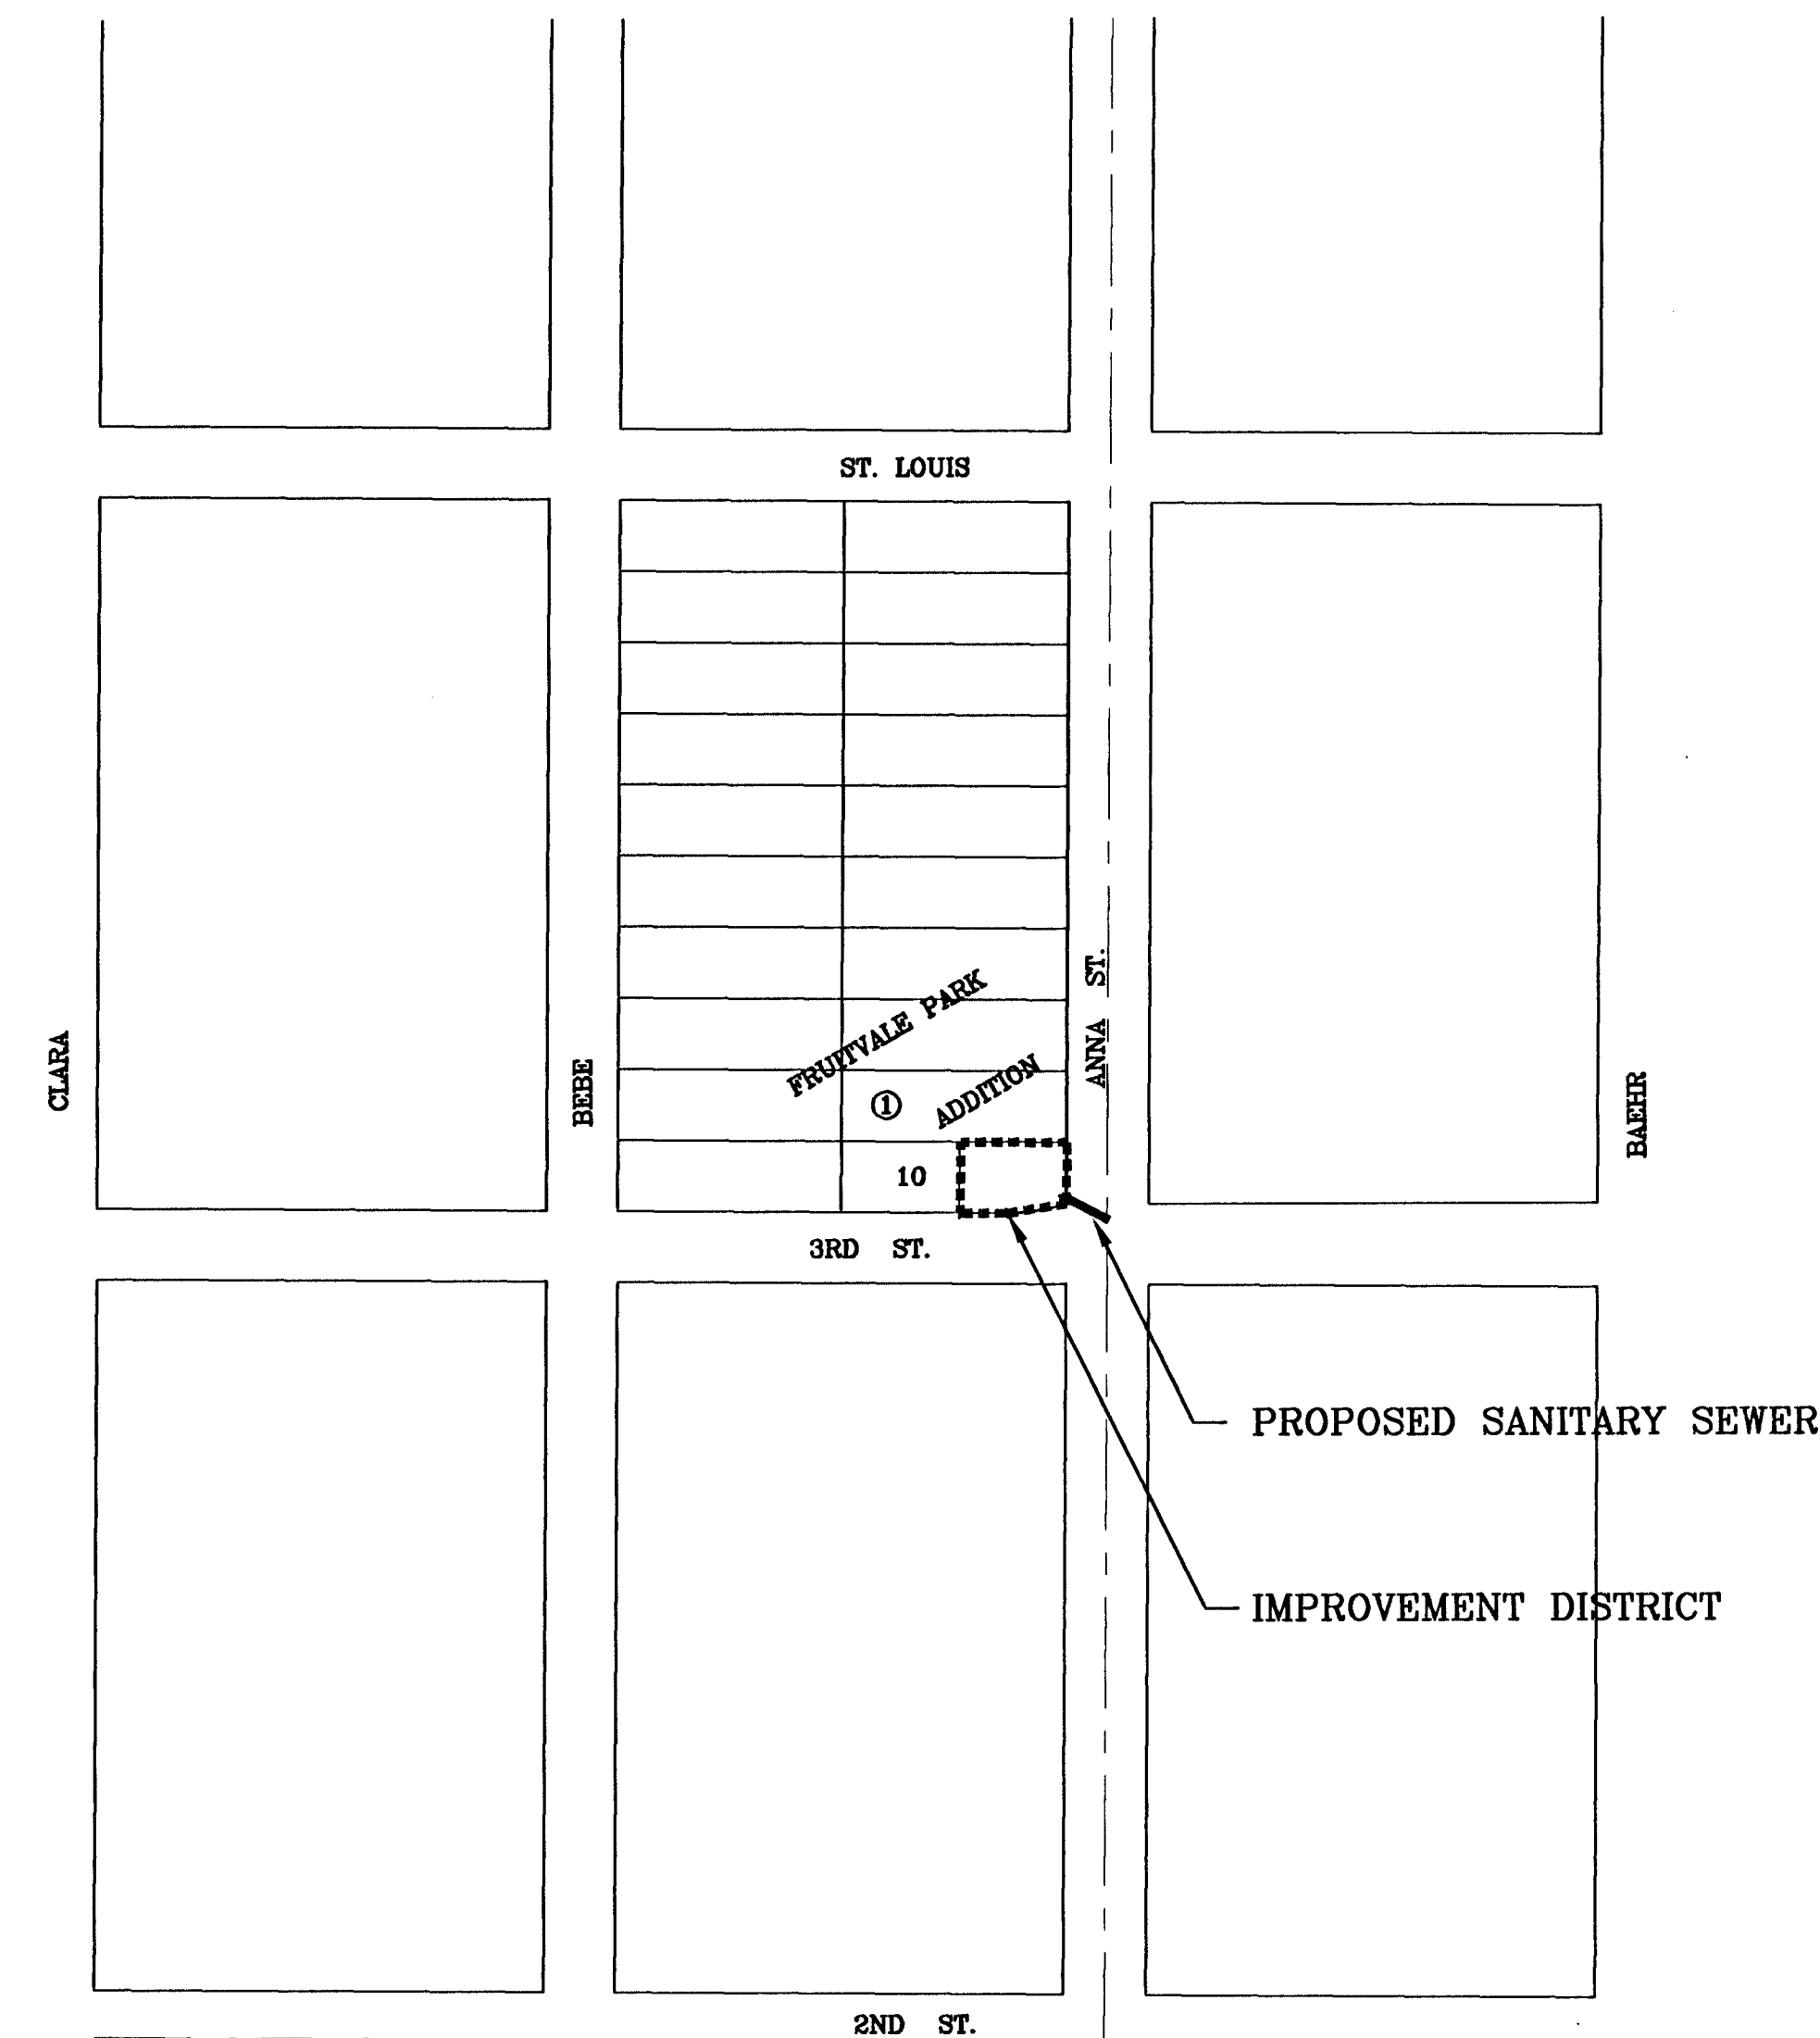 ST. LOUIS
FRUITVALE PARK
ADDITION
ANNA ST.
CLARA
BEBE
①
BAEHR
10
3RD ST.
PROPOSED SANITARY SEWER
IMPROVEMENT DISTRICT
2ND ST.